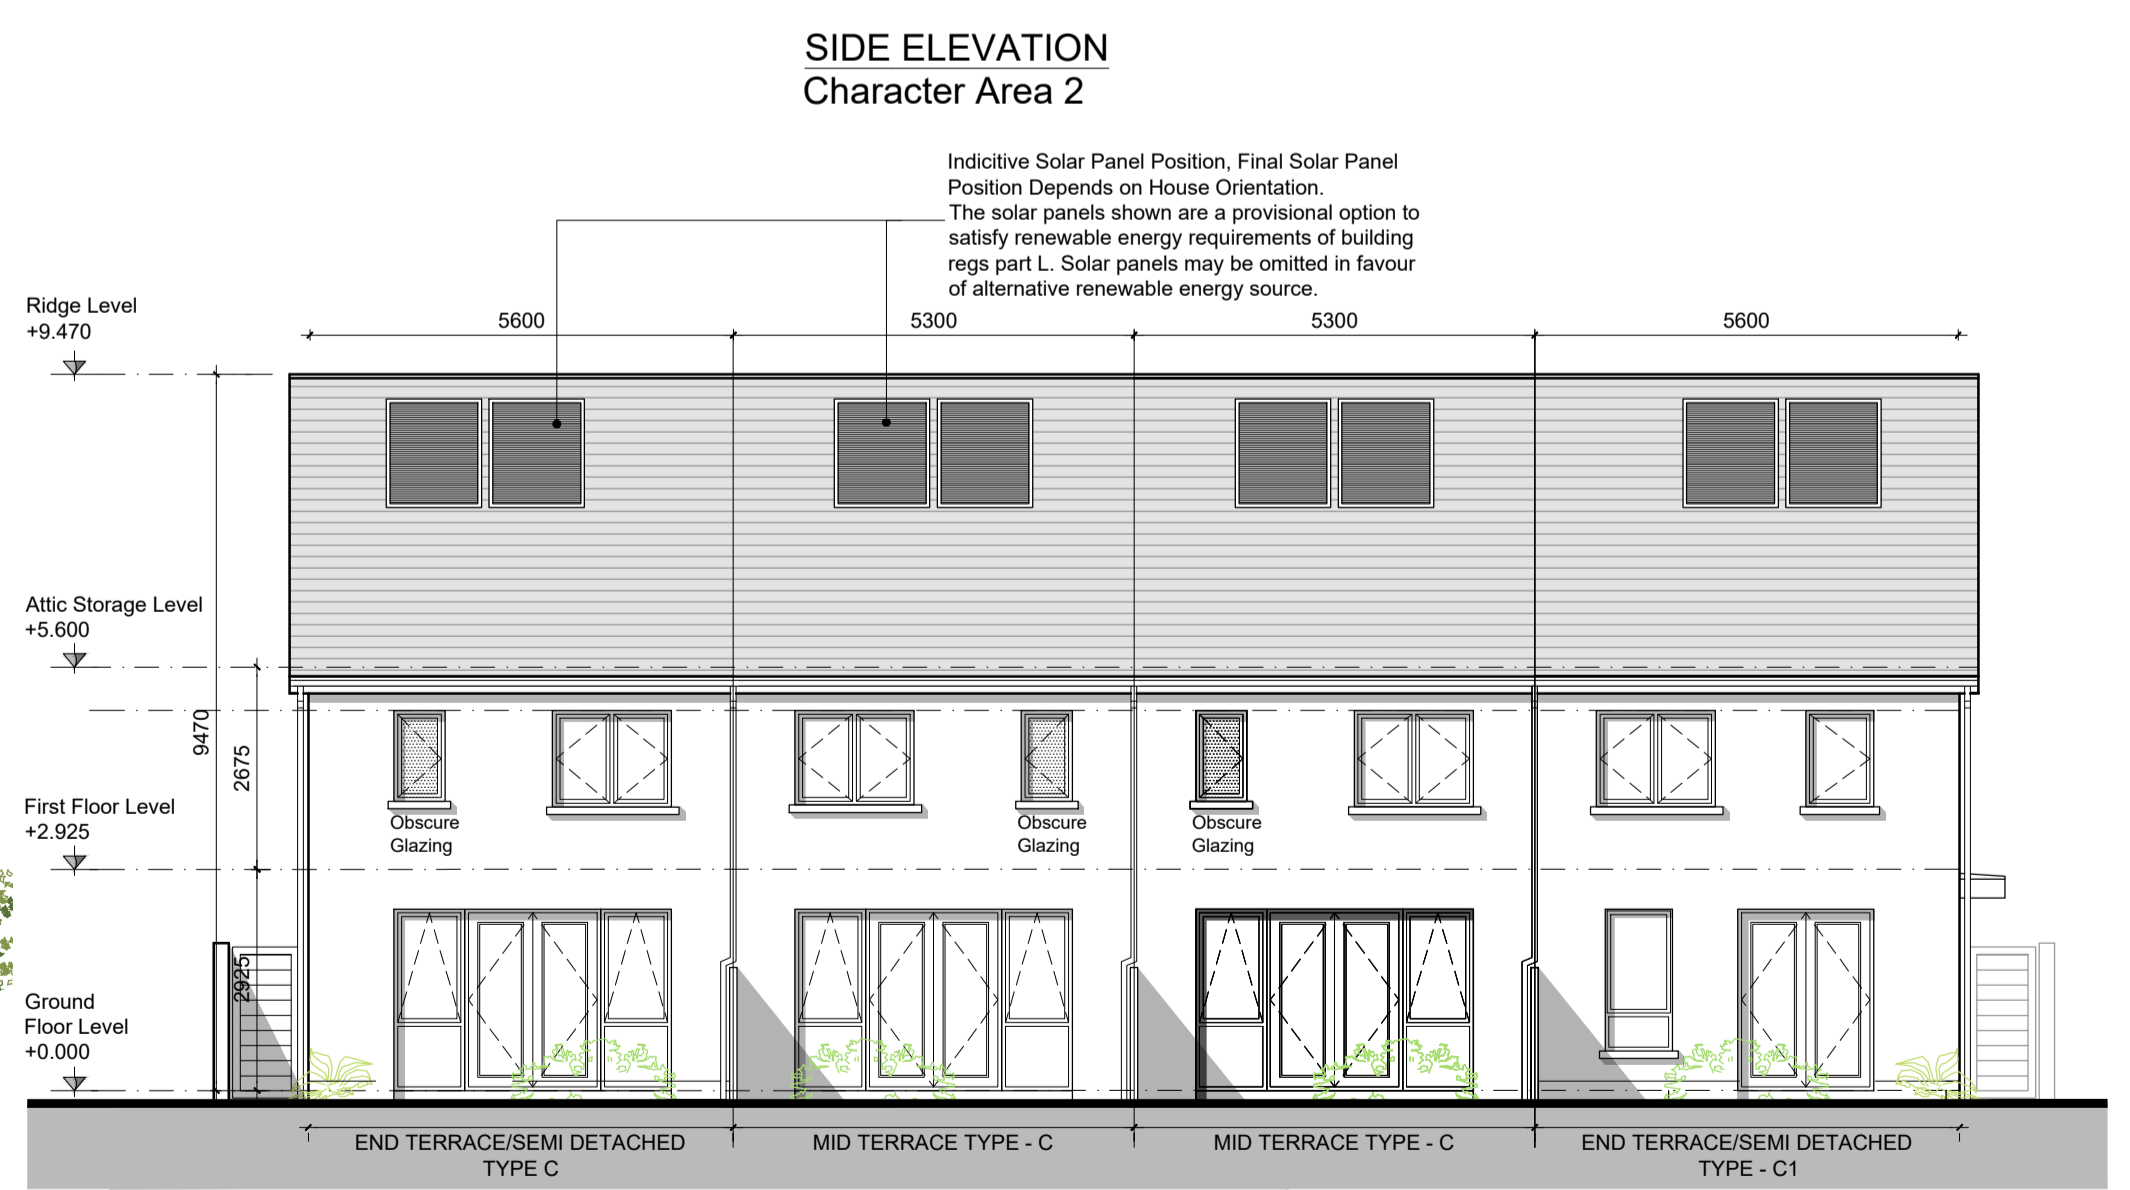 SIDE ELEVATION
Character Area 2
Indicitive Solar Panel Position, Final Solar Panel
Position Depends on House Orientation.
The solar panels shown are a provisional option to
satisfy renewable energy requirements of building
regs part L. Solar panels may be omitted in favour
of alternative renewable energy source.
Ridge Level
+9.470
5600
5300
5300
5600
Attic Storage Level
+5.600
9470
2675
First Floor Level
+2.925
Obscure
Glazing
Obscure
Glazing
Obscure
Glazing
2925
Ground
Floor Level
+0.000
END TERRACE/SEMI DETACHED
TYPE C
MID TERRACE TYPE - C
MID TERRACE TYPE - C
END TERRACE/SEMI DETACHED
TYPE - C1